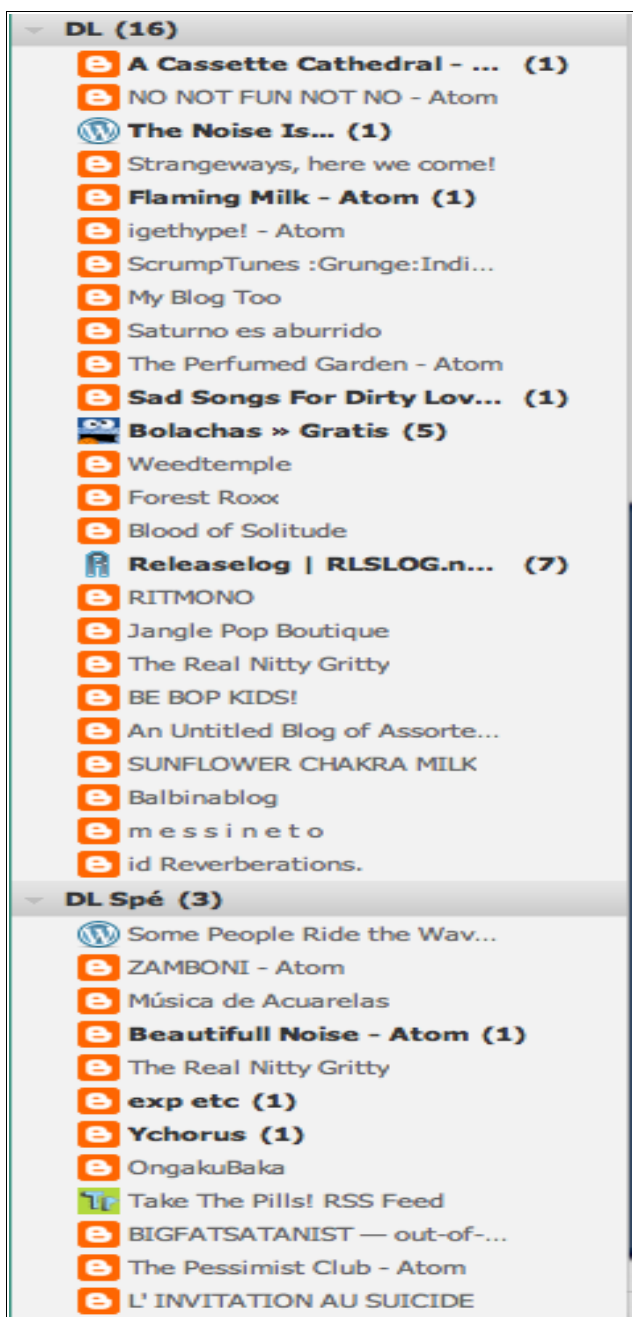 DL (16)
A Cassette Cathedral - ... (1)
NO NOT FUN NOT NO - Atom
The Noise Is... (1)
Strangeways, here we come!
Flaming Milk - Atom (1)
igethype! - Atom
ScrumpTunes :Grunge:Indi...
My Blog Too
Saturno es aburrido
The Perfumed Garden - Atom
Sad Songs For Dirty Lov... (1)
Bolachas » Gratis (5)
Weedtemple
Forest Roxx
Blood of Solitude
Releaselog | RLSLOG.n... (7)
RITMONO
Jangle Pop Boutique
The Real Nitty Gritty
BE BOP KIDS!
An Untitled Blog of Assorte...
SUNFLOWER CHAKRA MILK
Balbinablog
m e s s i n e t o
id Reverberations.
DL Spé (3)
Some People Ride the Wav...
ZAMBONI - Atom
Música de Acuarelas
Beautifull Noise - Atom (1)
The Real Nitty Gritty
exp etc (1)
Ychorus (1)
OngakuBaka
Take The Pills! RSS Feed
BIGFATSATANIST — out-of-...
The Pessimist Club - Atom
L' INVITATION AU SUICIDE